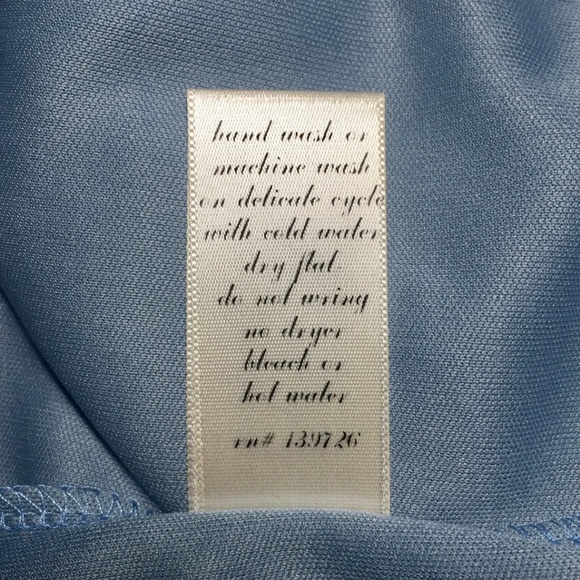 hand wash or
machine wash
on delicate cycle
with cold water
dry flat.
do not wring
no dryer
bleach or
hot water
rn# 139726